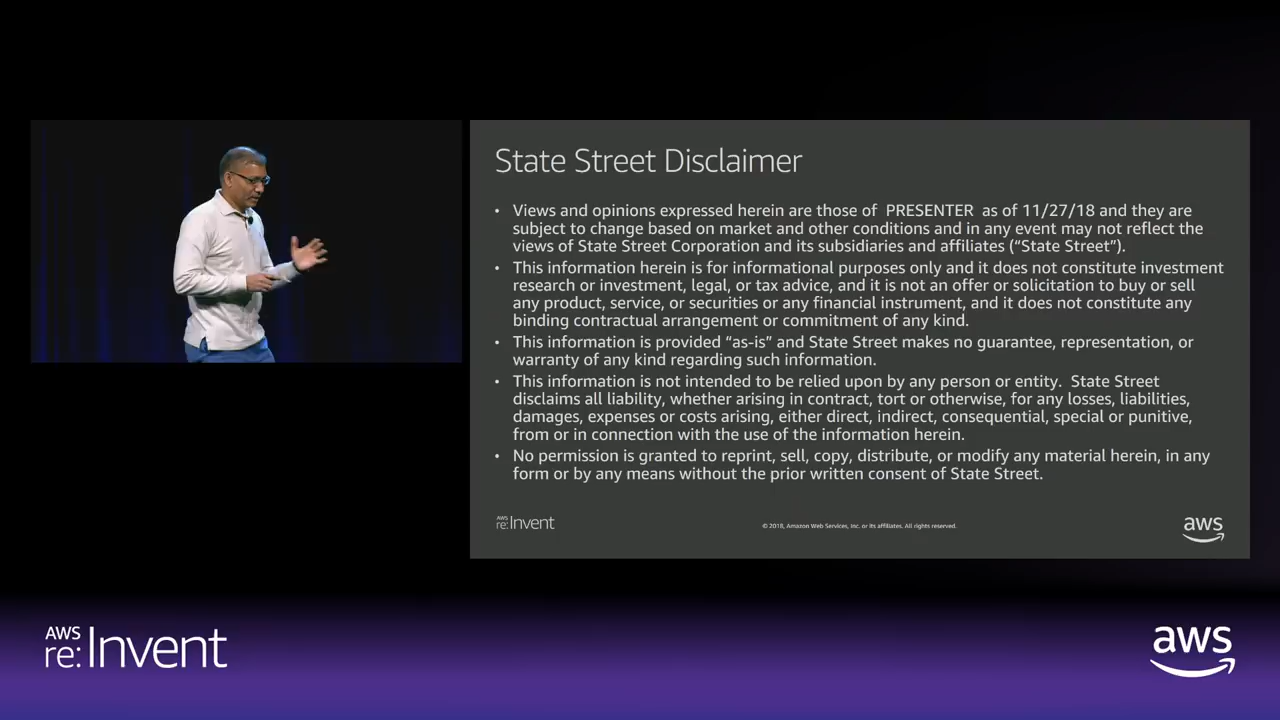 State Street Disclaimer
• Views and opinions expressed herein are those of PRESENTER as of 11/27/18 and they are
subject to change based on market and other conditions and in any event may not reflect the
views of State Street Corporation and its subsidiaries and affiliates (“State Street”).
• This information herein is for informational purposes only and it does not constitute investment
research or investment, legal, or tax advice, and it is not an offer or solicitation to buy or sell
any product, service, or securities or any financial instrument, and it does not constitute any
binding contractual arrangement or commitment of any kind.
• This information is provided “as-is” and State Street makes no guarantee, representation, or
warranty of any kind regarding such information.
• This information is not intended to be relied upon by any person or entity.  State Street
disclaims all liability, whether arising in contract, tort or otherwise, for any losses, liabilities,
damages, expenses or costs arising, either direct, indirect, consequential, special or punitive,
from or in connection with the use of the information herein.
• No permission is granted to reprint, sell, copy, distribute, or modify any material herein, in any
form or by any means without the prior written consent of State Street.
AWS
re:Invent
© 2018, Amazon Web Services, Inc. or its affiliates. All rights reserved.
aws
AWS
re:Invent
aws